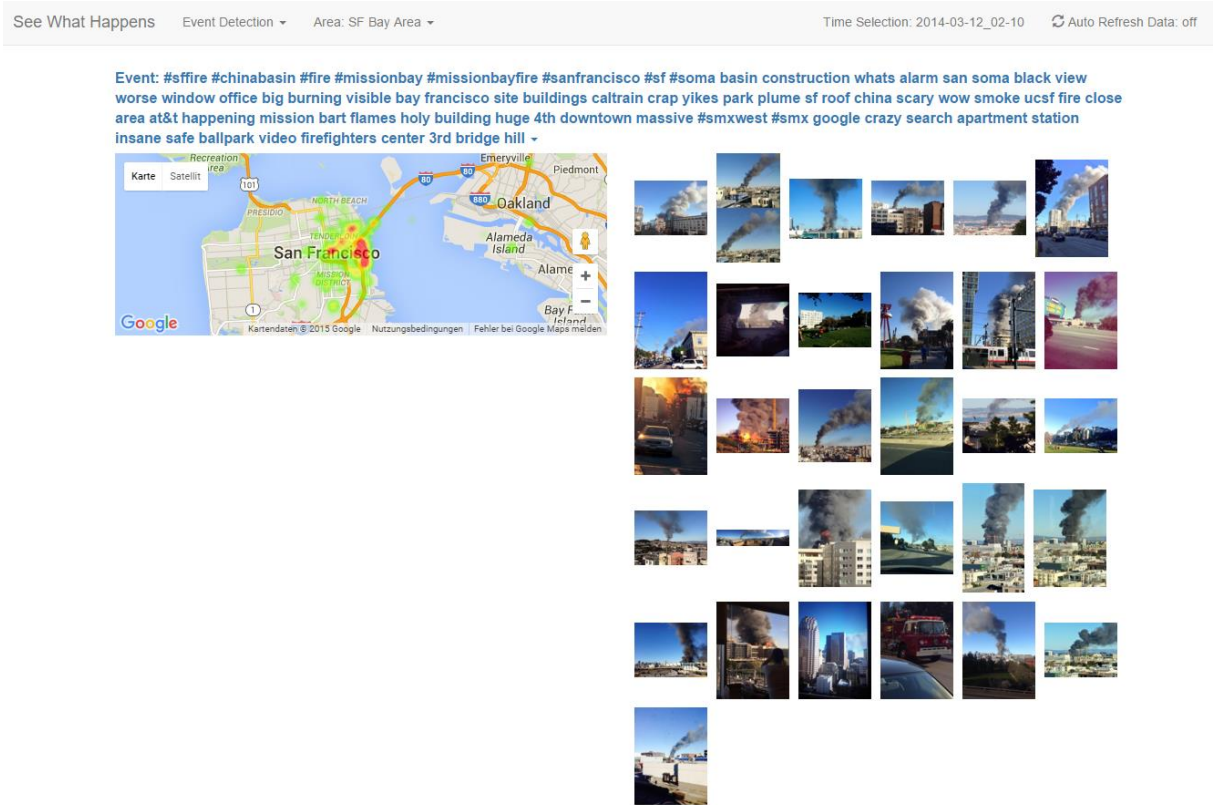 See What Happens Event Detection Area: SF Bay Area Time Selection: 2014-03-12_02-10 Auto Refresh Data: off
Event: #sffire #chinabasin #fire #missionbay #missionbayfire #sanfrancisco #sf #soma basin construction whats alarm san soma black view
worse window office big burning visible bay francisco site buildings caltrain crap yikes park plume sf roof china scary wow smoke ucsf fire close
area at&t happening mission bart flames holy building huge 4th downtown massive #smxwest #smx google crazy search apartment station
insane safe ballpark video firefighters center 3rd bridge hill
Recreation
Area
Karte Satellit
101
PRESIDIO
NORTH BEACH
TENDERLOIN
San Francisco
MISSION
DISTRICT
1
80
80
880
Emeryville
Piedmont
Oakland
Alameda
Island
Alame
+
−
Bay F
Island
Google
Kartendaten © 2015 Google Nutzungsbedingungen Fehler bei Google Maps melden